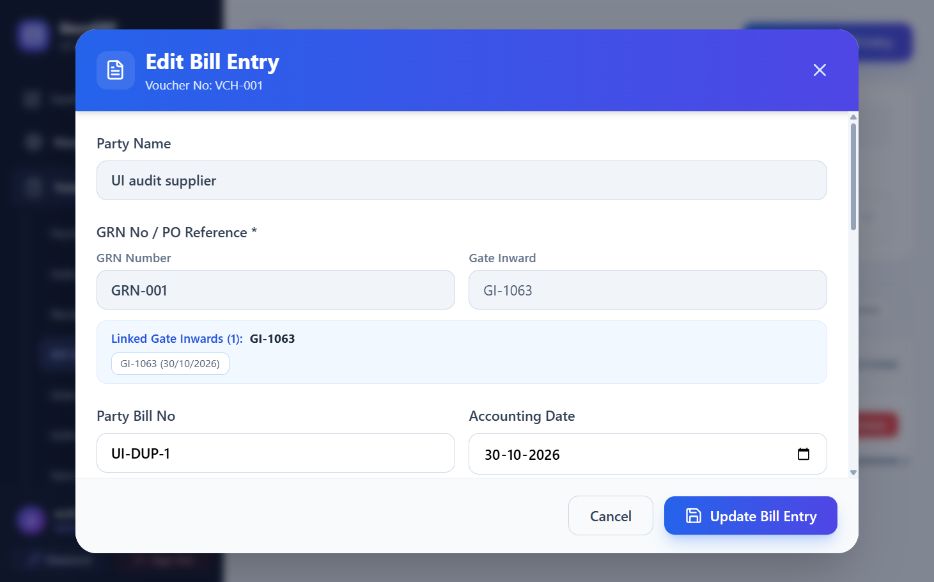 Edit Bill Entry
Voucher No: VCH-001
Party Name
UI audit supplier
GRN No / PO Reference *
GRN Number
Gate Inward
GRN-001
GI-1063
Linked Gate Inwards (1): GI-1063
GI-1063 (30/10/2026)
Party Bill No
Accounting Date
UI-DUP-1
30-10-2026
Cancel
Update Bill Entry